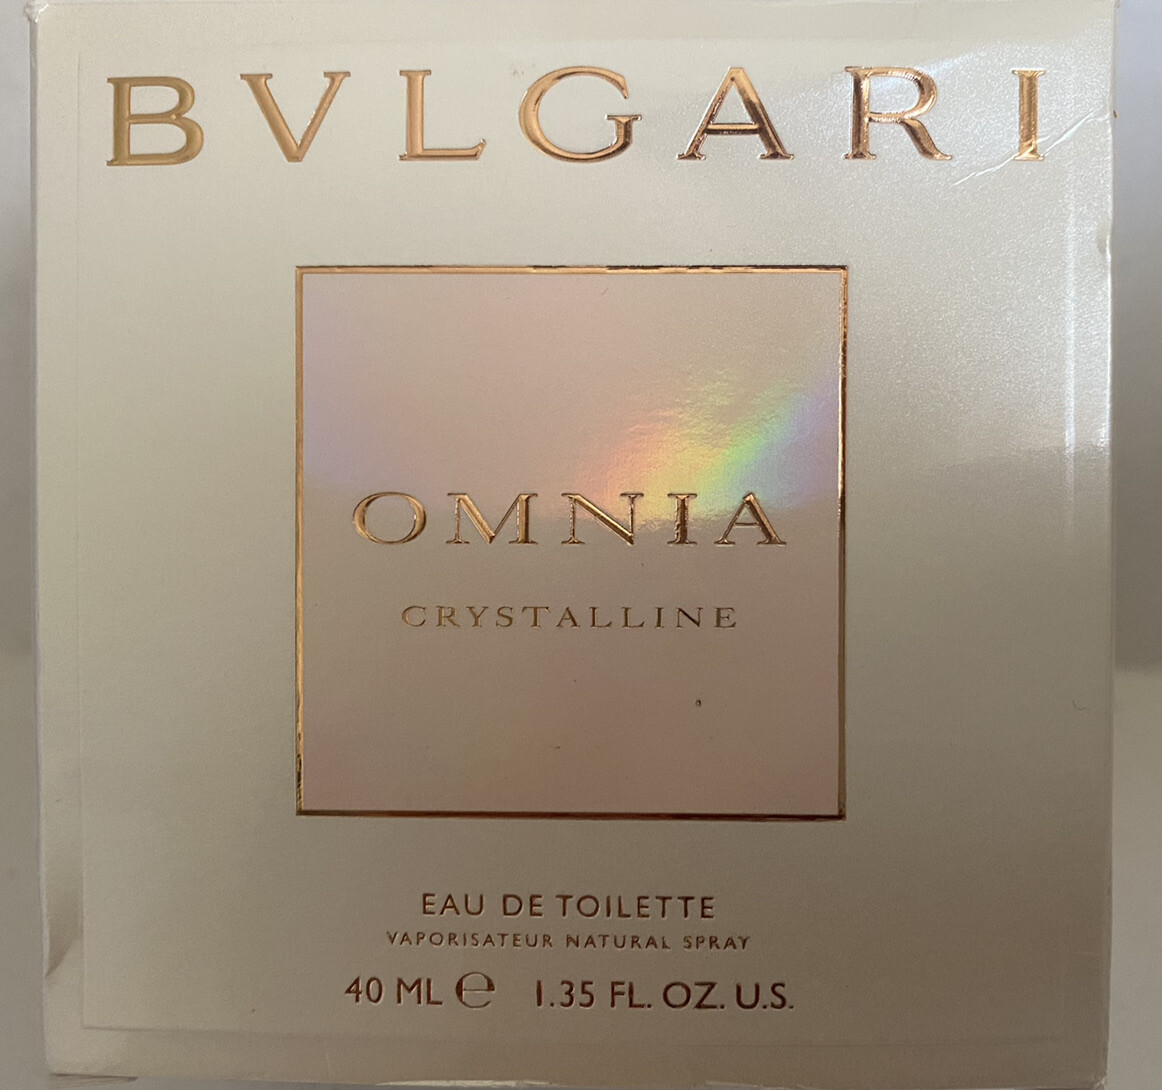 BVLGARI
OMNIA
CRYSTALLINE
EAU DE TOILETTE
VAPORISATEUR NATURAL SPRAY
40 ML ℮ 1.35 FL. OZ. U.S.